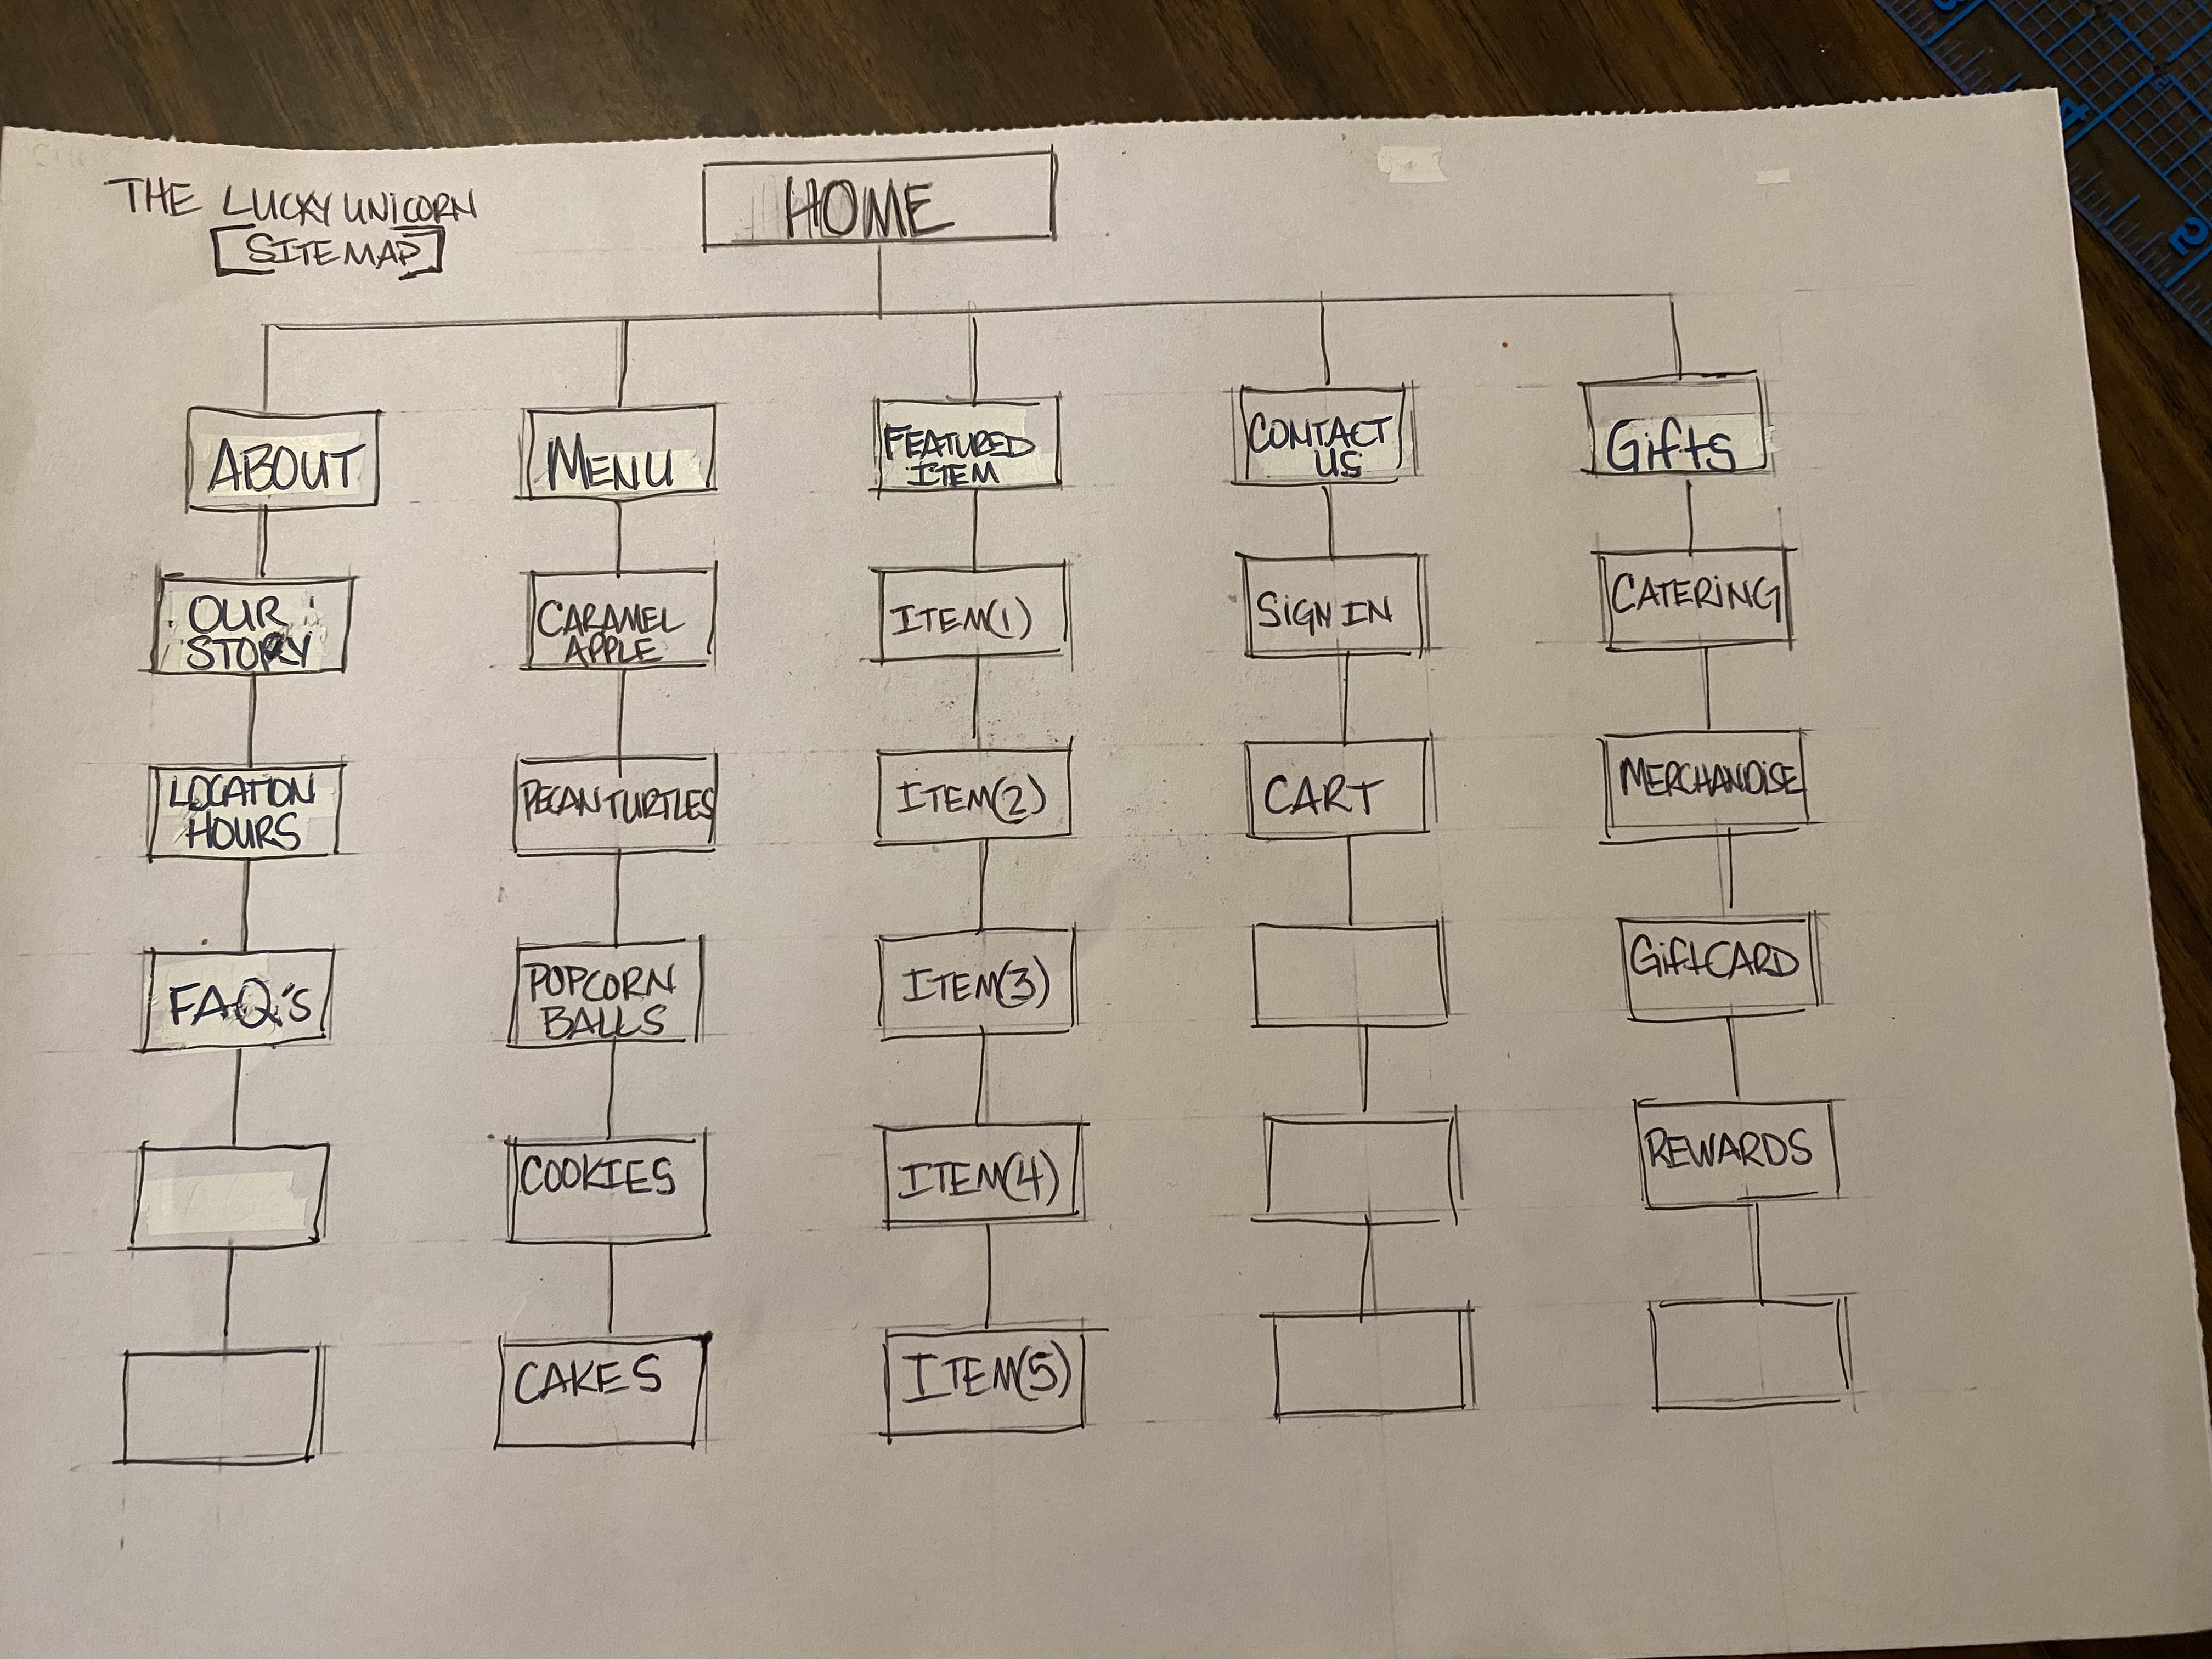 THE LUCKY UNICORN
[SITEMAP]
HOME
ABOUT
OUR
STORY
LOCATION
HOURS
FAQ'S
MENU
CARAMEL
APPLE
PECAN TURTLES
POPCORN
BALLS
COOKIES
CAKES
FEATURED
ITEM
ITEM(1)
ITEM(2)
ITEM(3)
ITEM(4)
ITEM(5)
CONTACT
US
SIGN IN
CART
Gifts
CATERING
MERCHANDISE
GiftCARD
REWARDS
2